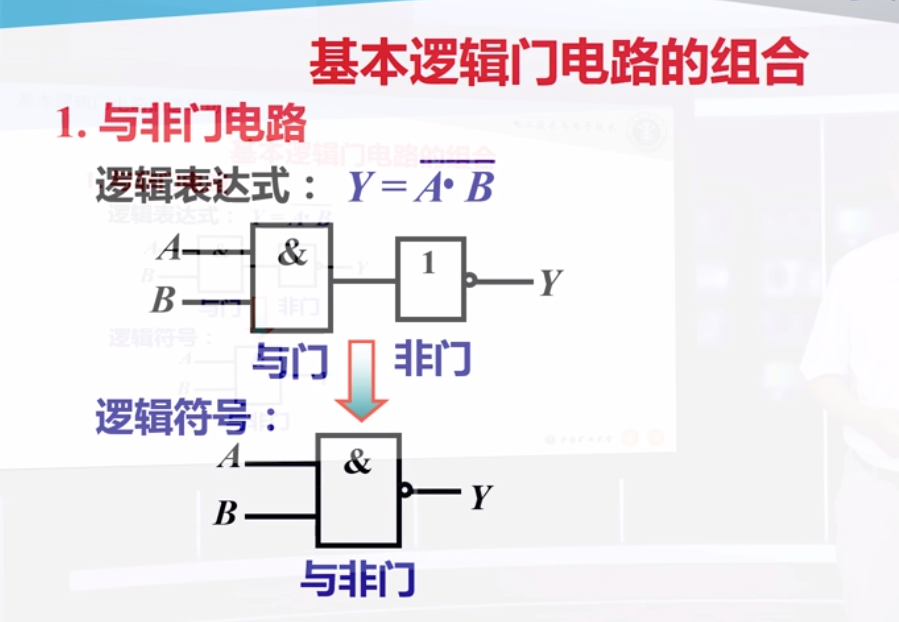 基本逻辑门电路的组合
1. 与非门电路
逻辑表达式： Y = \overline{A• B}
A & 1 Y
B
与门 非门
逻辑符号：
A &
B Y
与非门